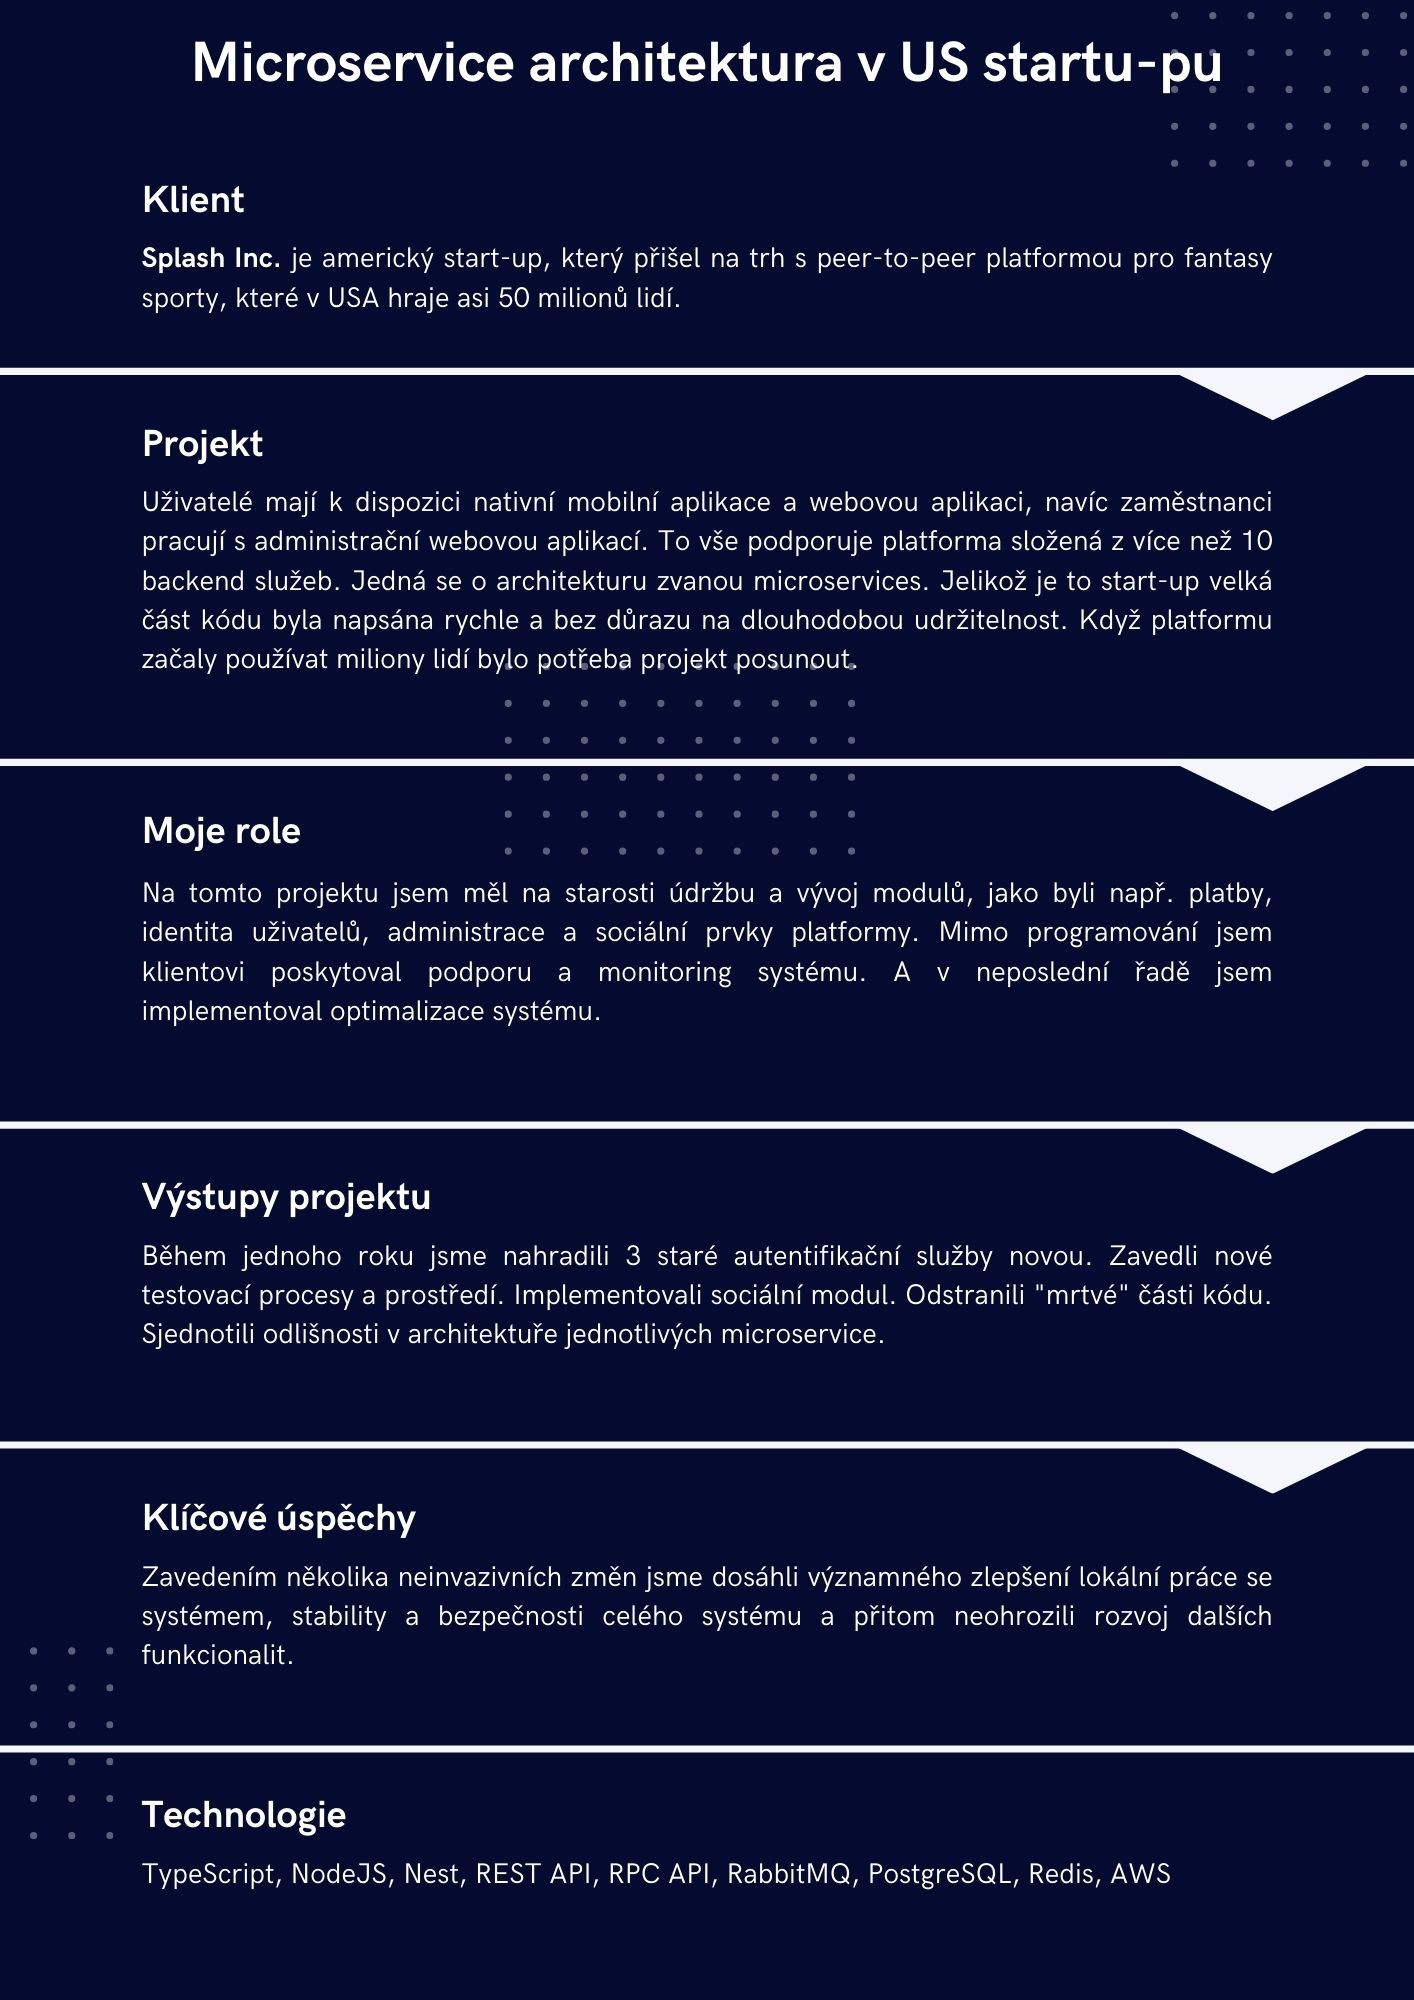 Microservice architektura v US startu-pu
Klient
Splash Inc. je americký start-up, který přišel na trh s peer-to-peer platformou pro fantasy
sporty, které v USA hraje asi 50 milionů lidí.
Projekt
Uživatelé mají k dispozici nativní mobilní aplikace a webovou aplikaci, navíc zaměstnanci
pracují s administrační webovou aplikací. To vše podporuje platforma složená z více než 10
backend služeb. Jedná se o architekturu zvanou microservices. Jelikož je to start-up velká
část kódu byla napsána rychle a bez důrazu na dlouhodobou udržitelnost. Když platformu
začaly používat miliony lidí bylo potřeba projekt posunout.
Moje role
Na tomto projektu jsem měl na starosti údržbu a vývoj modulů, jako byli např. platby,
identita uživatelů, administrace a sociální prvky platformy. Mimo programování jsem
klientovi poskytoval podporu a monitoring systému. A v neposlední řadě jsem
implementoval optimalizace systému.
Výstupy projektu
Během jednoho roku jsme nahradili 3 staré autentifikační služby novou. Zavedli nové
testovací procesy a prostředí. Implementovali sociální modul. Odstranili "mrtvé" části kódu.
Sjednotili odlišnosti v architektuře jednotlivých microservice.
Klíčové úspěchy
Zavedením několika neinvazivních změn jsme dosáhli významného zlepšení lokální práce se
systémem, stability a bezpečnosti celého systému a přitom neohrozili rozvoj dalších
funkcionalit.
Technologie
TypeScript, NodeJS, Nest, REST API, RPC API, RabbitMQ, PostgreSQL, Redis, AWS